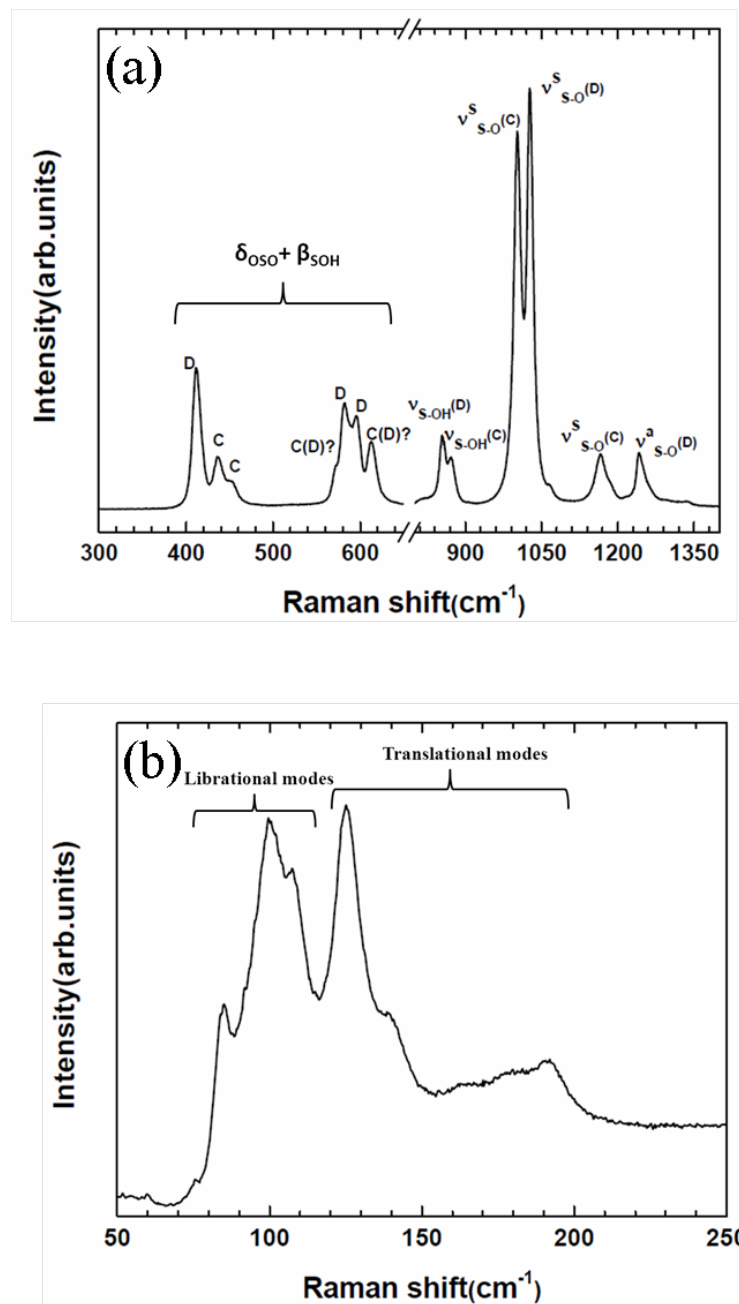 (a)
Intensity(arb.units)
δOSO+ βSOH
D
C
C
C(D)?
D
D
C(D)?
νS-OH(D)
νS-OH(C)
νSS-O(C)
νSS-O(D)
νSS-O(C)
νaS-O(D)
300 400 500 600 900 1050 1200 1350
Raman shift(cm-1)
(b)
Librational modes
Translational modes
Intensity(arb.units)
50 100 150 200 250
Raman shift(cm-1)